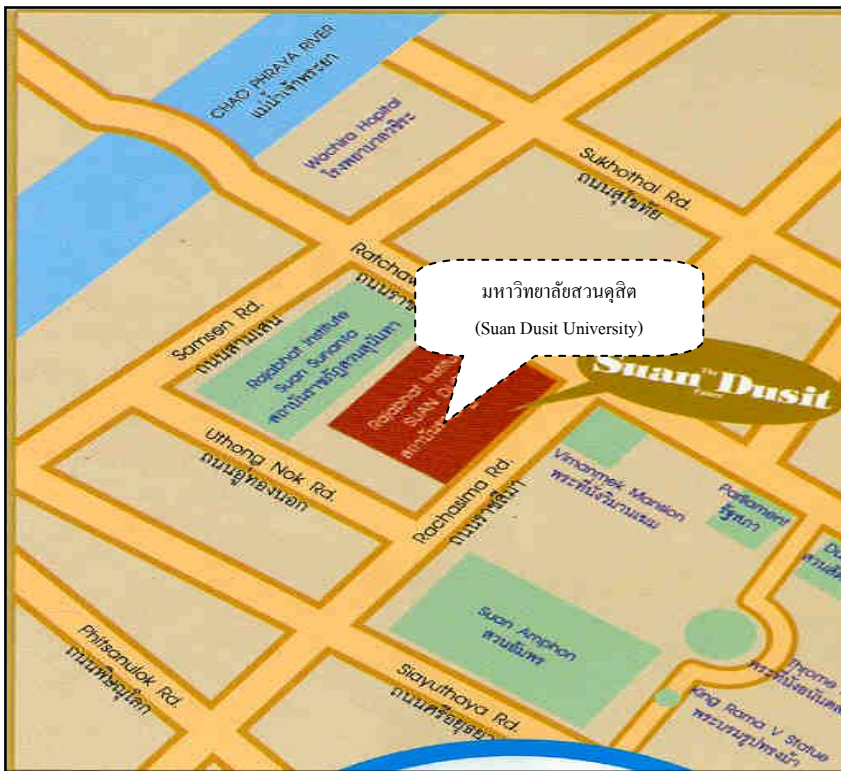 CHAO PHRAYA RIVER
แม่น้ำเจ้าพระยา
Wachira Hopital
โรงพยาบาลวชิระ
Sukhothai Rd.
ถนนสุโขทัย
มหาวิทยาลัยสวนดุสิต
(Suan Dusit University)
Samsen Rd.
ถนนสามเสน
Rajabhat Institute
Suan Sunanta
สถาบันราชภัฏสวนสุนันทา
Rajabhat
SUAN
The
Suan Dusit
Uthong Nok Rd.
ถนนอู่ทองนอก
Rachasima Rd.
ถนนราชสีมา
Vimanmek Mansion
พระที่นั่งวิมานเมฆ
Parliament
รัฐสภา
Suan Amphon
สวนอัมพร
Phitsanulok Rd.
ถนนพิษณุโลก
Siayuthaya Rd.
Throne
King Rama V Statue
พระบรมรูปทรงม้า